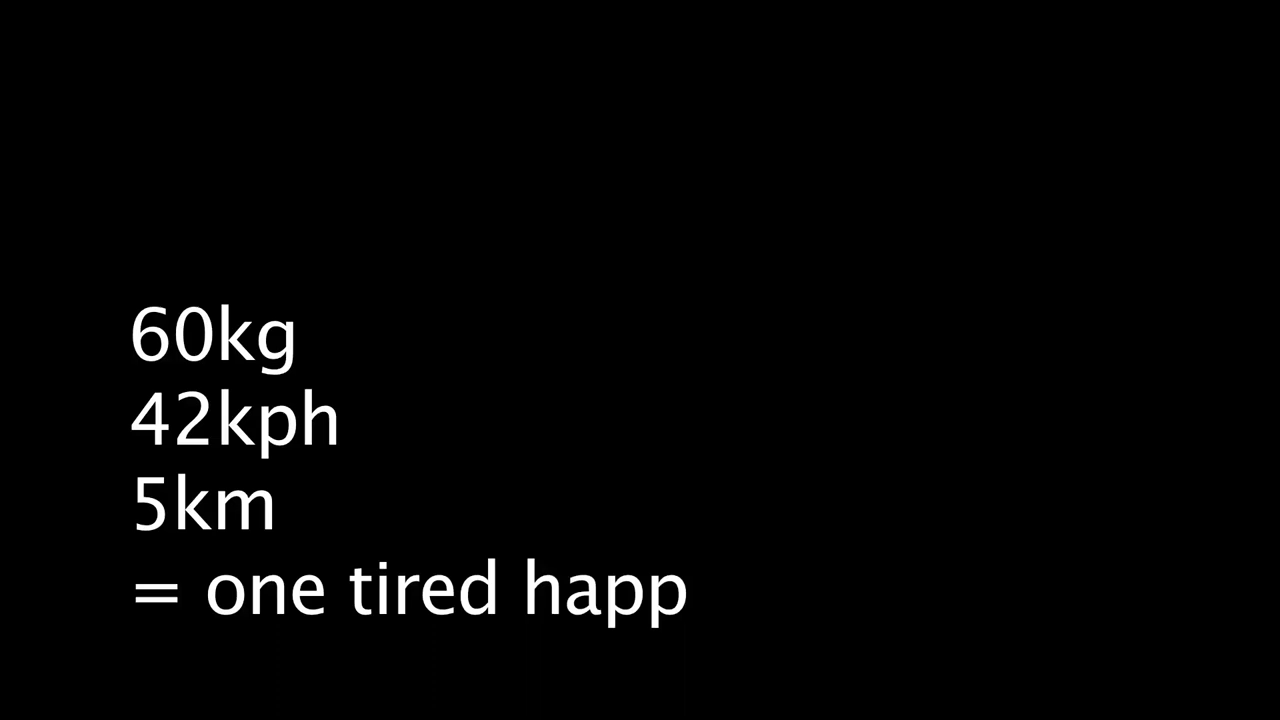 60kg
42kph
5km
= one tired happ